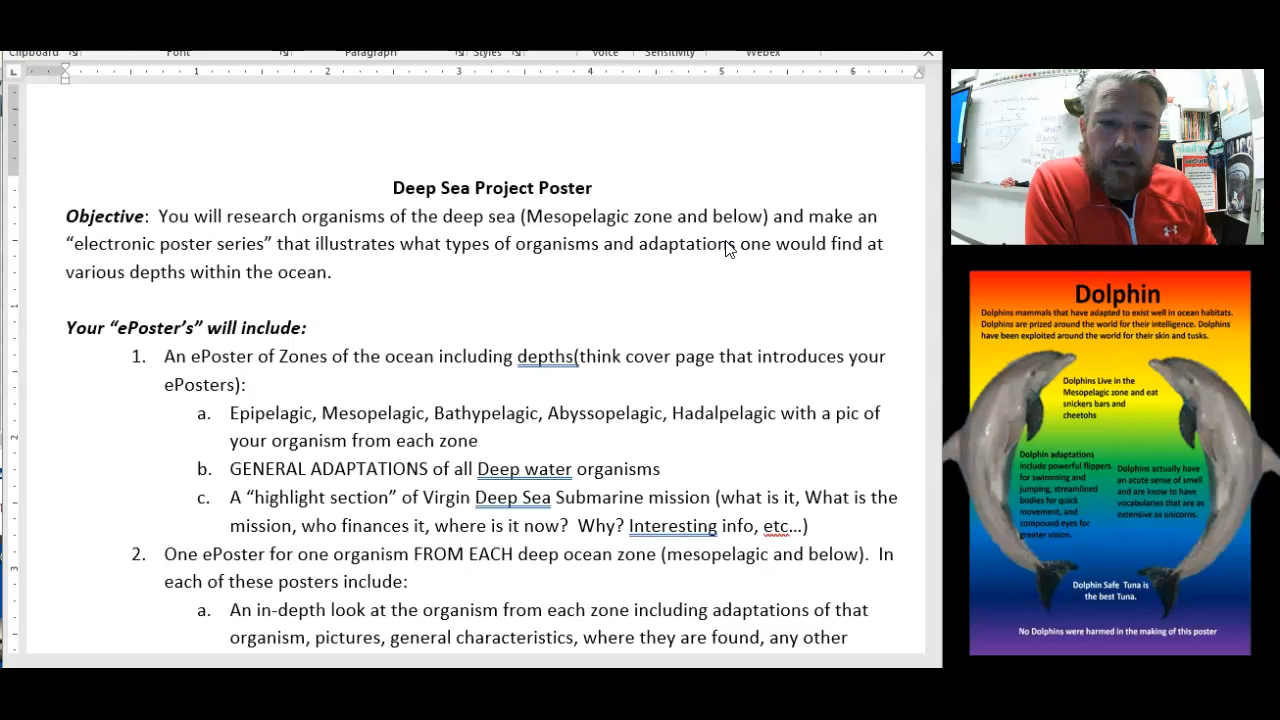 Clipboard Font Paragraph Styles Voice Sensitivity Webex
1 2 3 4 5 6
Deep Sea Project Poster
Objective: You will research organisms of the deep sea (Mesopelagic zone and below) and make an
“electronic poster series” that illustrates what types of organisms and adaptations one would find at
various depths within the ocean.
Your “ePoster’s” will include:
1. An ePoster of Zones of the ocean including depths(think cover page that introduces your
ePosters):
a. Epipelagic, Mesopelagic, Bathypelagic, Abyssopelagic, Hadalpelagic with a pic of
your organism from each zone
b. GENERAL ADAPTATIONS of all Deep water organisms
c. A “highlight section” of Virgin Deep Sea Submarine mission (what is it, What is the
mission, who finances it, where is it now? Why? Interesting info, etc…)
2. One ePoster for one organism FROM EACH deep ocean zone (mesopelagic and below). In
each of these posters include:
a. An in-depth look at the organism from each zone including adaptations of that
organism, pictures, general characteristics, where they are found, any other
Dolphin
Dolphins mammals that have adapted to exist well in ocean habitats.
Dolphins are prized around the world for their intelligence. Dolphins
have been exploited around the world for their skin and tusks.
Dolphins Live in the
Mesopelagic zone and eat
snickers bars and
cheetohs
Dolphin adaptations
include powerful flippers
for swimming and
jumping, streamlined
bodies for quick
movement, and
compound eyes for
greater vision.
Dolphins actually have
an acute sense of smell
and are know to have
vocabularies that are as
extensive as unicorns.
Dolphin Safe Tuna is
the best Tuna.
No Dolphins were harmed in the making of this poster